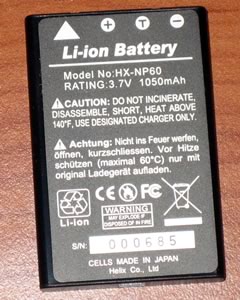 Li-ion Battery
Model No:HX-NP60
RATING: 3.7V 1050mAh
CAUTION: DO NOT
DISASSEMBLE, SHORT, HEAT ABOVE
140°F, USE DESIGNATED CHARGER
Achtung! Nicht ins Feuer werfen,
öffnen, kurzschliessen. Vor Hitze
schützen (maximal 60°C) nur mit
original Ladegerät aufladen.
Li-ion
CE
S/N: 000685
CELLS MADE IN JAPAN
Helix Co., Ltd